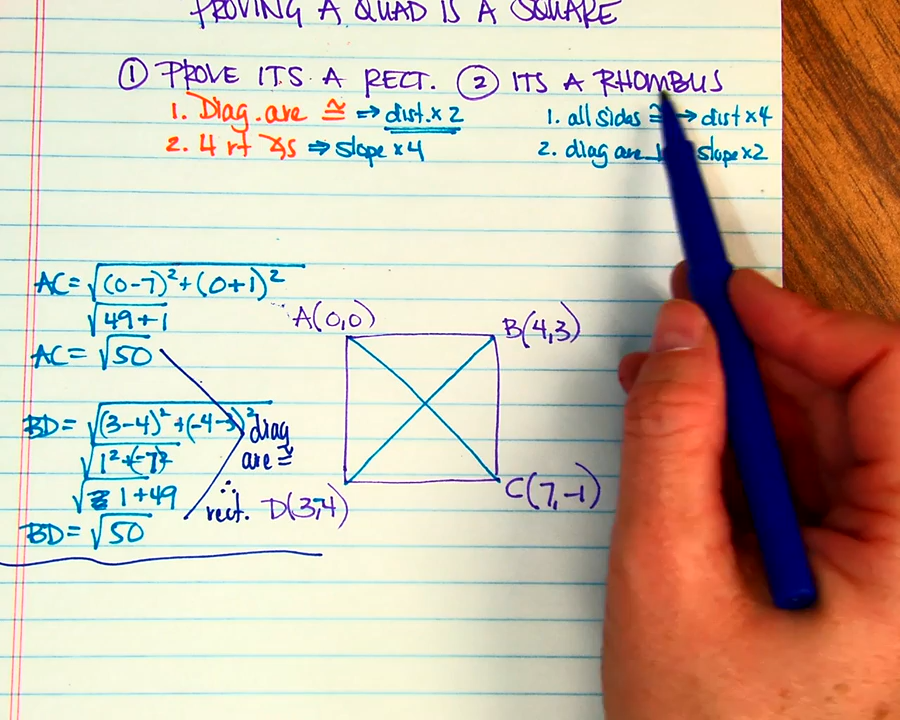 PROVING A QUAD IS A SQUARE
① PROVE ITS A RECT. ② ITS A RHOMBUS
1. Diag. are ≅ ⇒ dist. x 2
2. 4 rt ∡s ⇒ slope x 4
1. all sides ≅ → dist x 4
2. diag are slope x 2
AC = √(0-7)²+(0+1)²
√49+1
AC = √50
BD = √(3-4)²+(-4-3)²
√1²+(-7)²
√1+49
BD = √50
diag
are ≅
∴
rect.
A(0,0)
B(4,3)
C(7,-1)
D(3,-4)